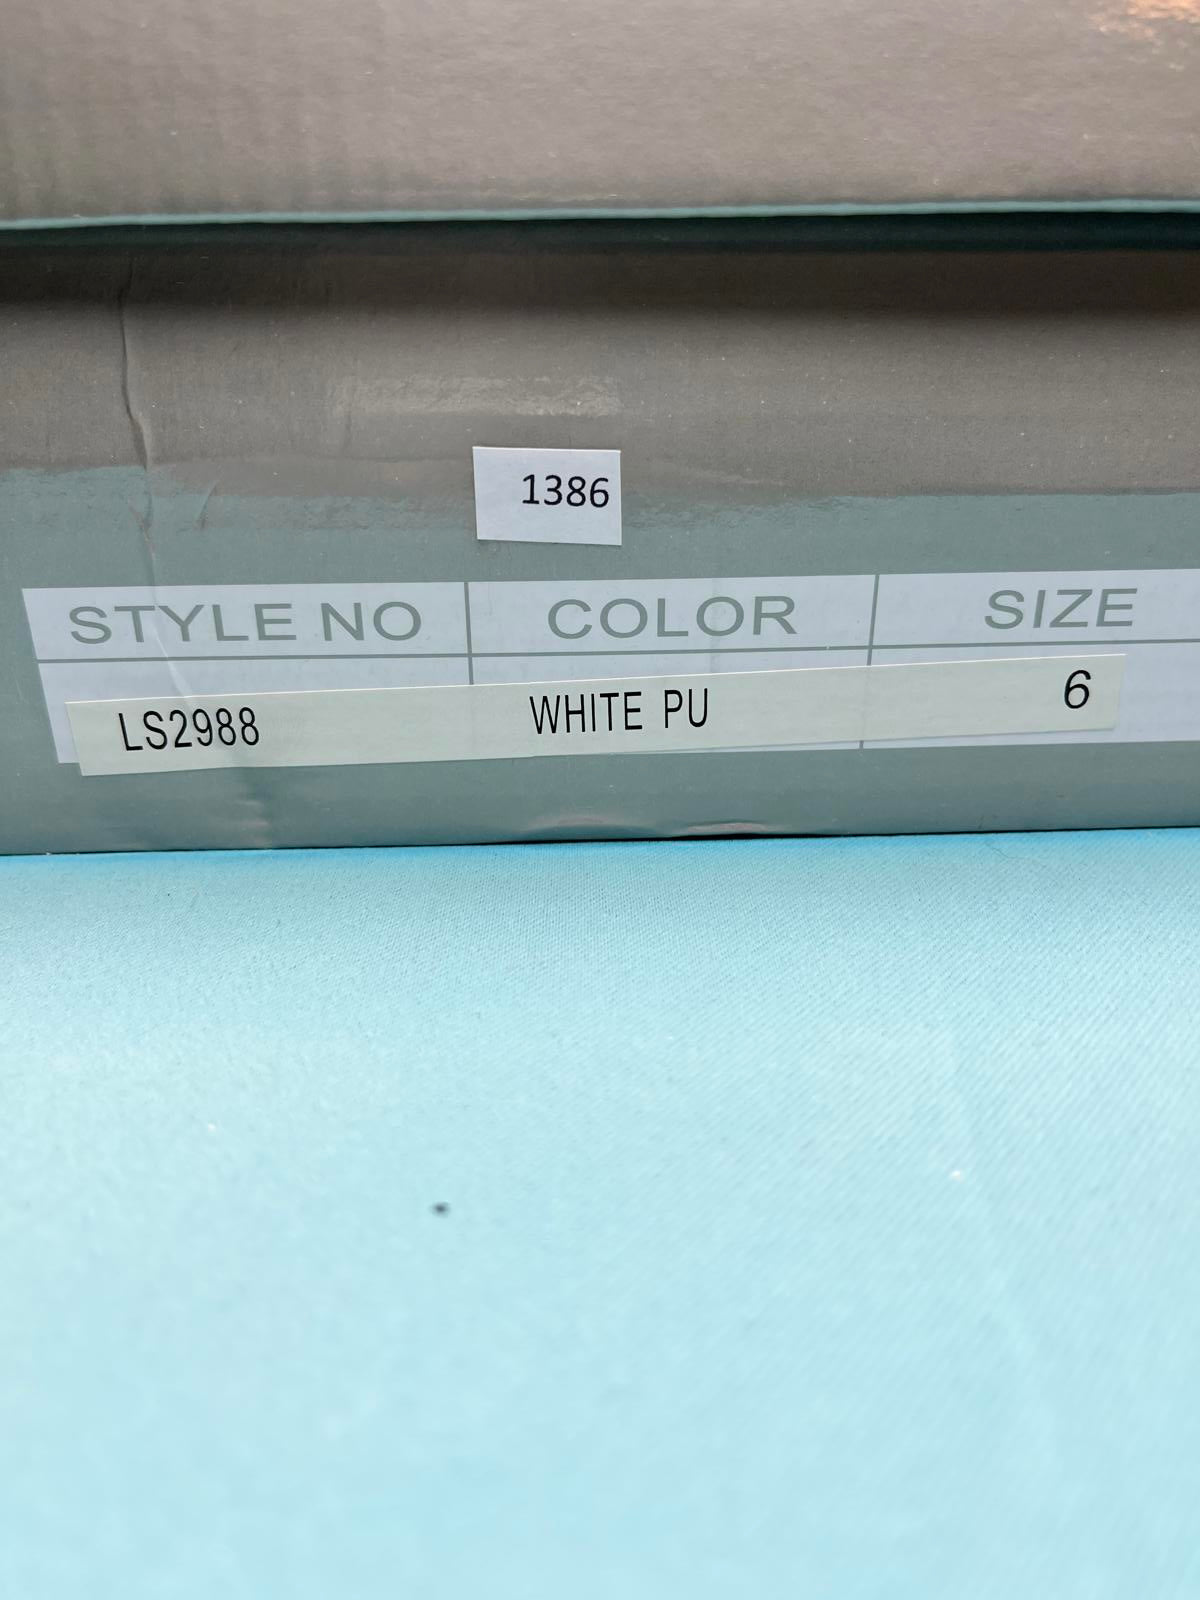 1386
STYLE NO COLOR SIZE
LS2988 WHITE PU 6